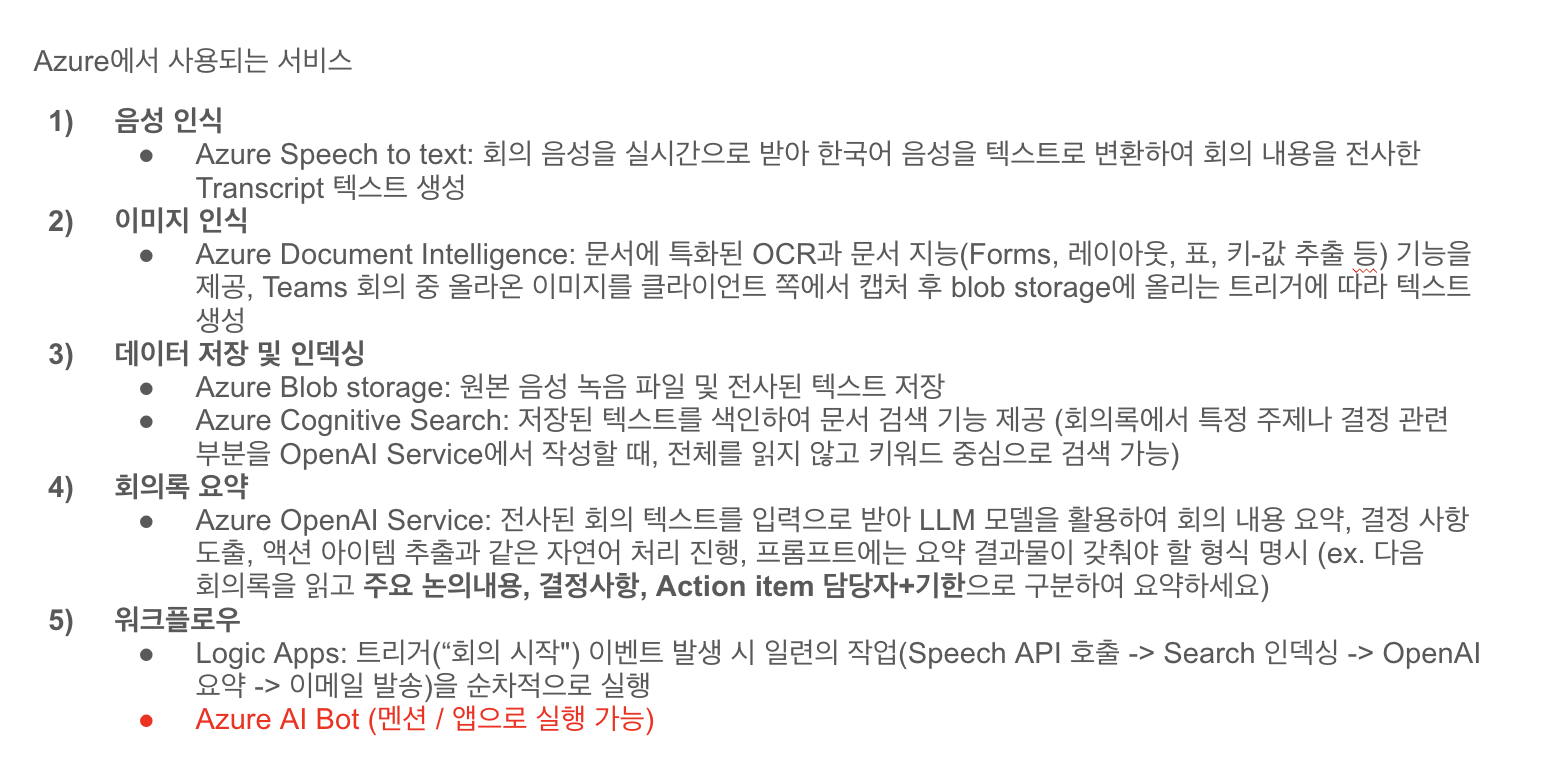 Azure에서 사용되는 서비스
1) 음성 인식
● Azure Speech to text: 회의 음성을 실시간으로 받아 한국어 음성을 텍스트로 변환하여 회의 내용을 전사한
Transcript 텍스트 생성
2) 이미지 인식
● Azure Document Intelligence: 문서에 특화된 OCR과 문서 지능(Forms, 레이아웃, 표, 키-값 추출 등) 기능을
제공, Teams 회의 중 올라온 이미지를 클라이언트 쪽에서 캡처 후 blob storage에 올리는 트리거에 따라 텍스트
생성
3) 데이터 저장 및 인덱싱
● Azure Blob storage: 원본 음성 녹음 파일 및 전사된 텍스트 저장
● Azure Cognitive Search: 저장된 텍스트를 색인하여 문서 검색 기능 제공 (회의록에서 특정 주제나 결정 관련
부분을 OpenAI Service에서 작성할 때, 전체를 읽지 않고 키워드 중심으로 검색 가능)
4) 회의록 요약
● Azure OpenAI Service: 전사된 회의 텍스트를 입력으로 받아 LLM 모델을 활용하여 회의 내용 요약, 결정 사항
도출, 액션 아이템 추출과 같은 자연어 처리 진행, 프롬프트에는 요약 결과물이 갖춰야 할 형식 명시 (ex. 다음
회의록을 읽고 주요 논의내용, 결정사항, Action item 담당자+기한으로 구분하여 요약하세요)
5) 워크플로우
● Logic Apps: 트리거(“회의 시작") 이벤트 발생 시 일련의 작업(Speech API 호출 -> Search 인덱싱 -> OpenAI
요약 -> 이메일 발송)을 순차적으로 실행
● Azure AI Bot (멘션 / 앱으로 실행 가능)